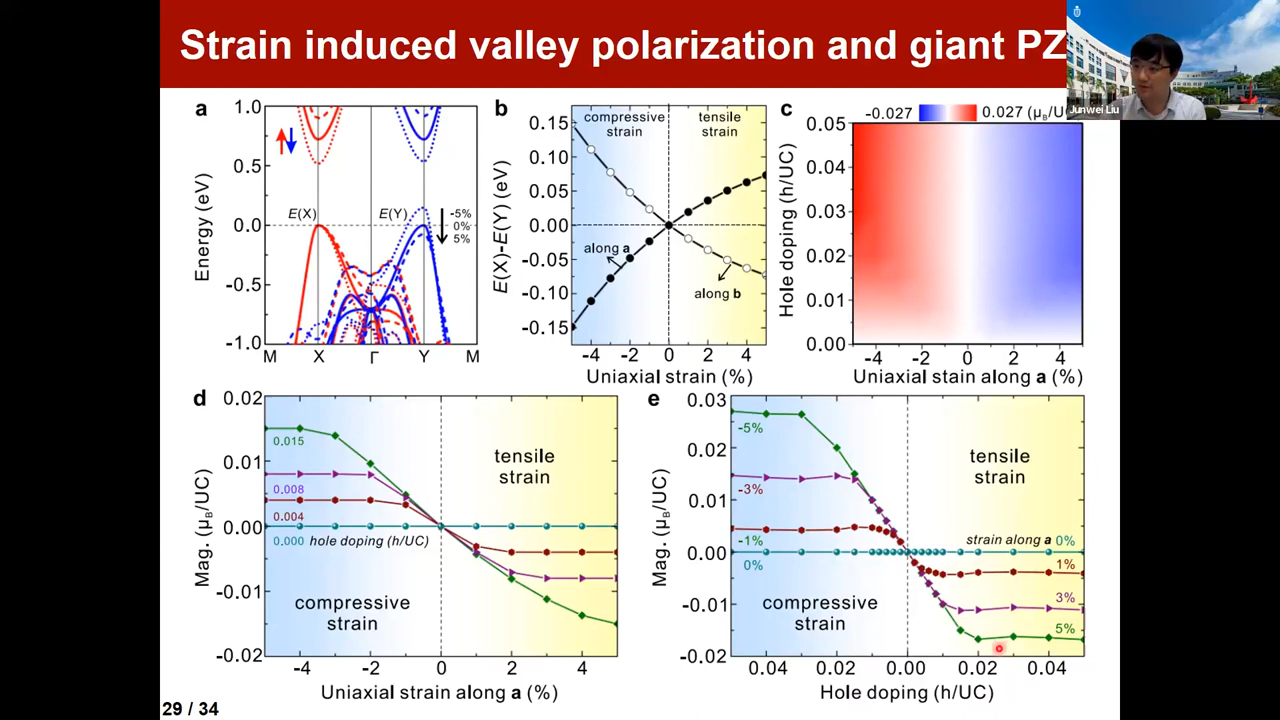 Strain induced valley polarization and giant PZ
Junwei Liu
a
1.0
0.5
0.0
-0.5
-1.0
Energy (eV)
E(X)
E(Y)
-5%
0%
5%
M
X
Γ
Y
M
b
0.15
0.10
0.05
0.00
-0.05
-0.10
-0.15
E(X)-E(Y) (eV)
compressive
strain
tensile
strain
along a
along b
-4
-2
0
2
4
Uniaxial strain (%)
c
-0.027
0.027 (μB/U
0.05
0.04
0.03
0.02
0.01
0.00
Hole doping (h/UC)
-4
-2
0
2
4
Uniaxial stain along a (%)
d
0.02
0.01
0.00
-0.01
-0.02
Mag. (μB/UC)
0.015
0.008
0.004
0.000 hole doping (h/UC)
tensile
strain
compressive
strain
-4
-2
0
2
4
Uniaxial strain along a (%)
e
0.03
0.02
0.01
0.00
-0.01
-0.02
Mag. (μB/UC)
-5%
-3%
-1%
0%
tensile
strain
strain along a 0%
1%
3%
5%
compressive
strain
0.04
0.02
0.00
0.02
0.04
Hole doping (h/UC)
29 / 34